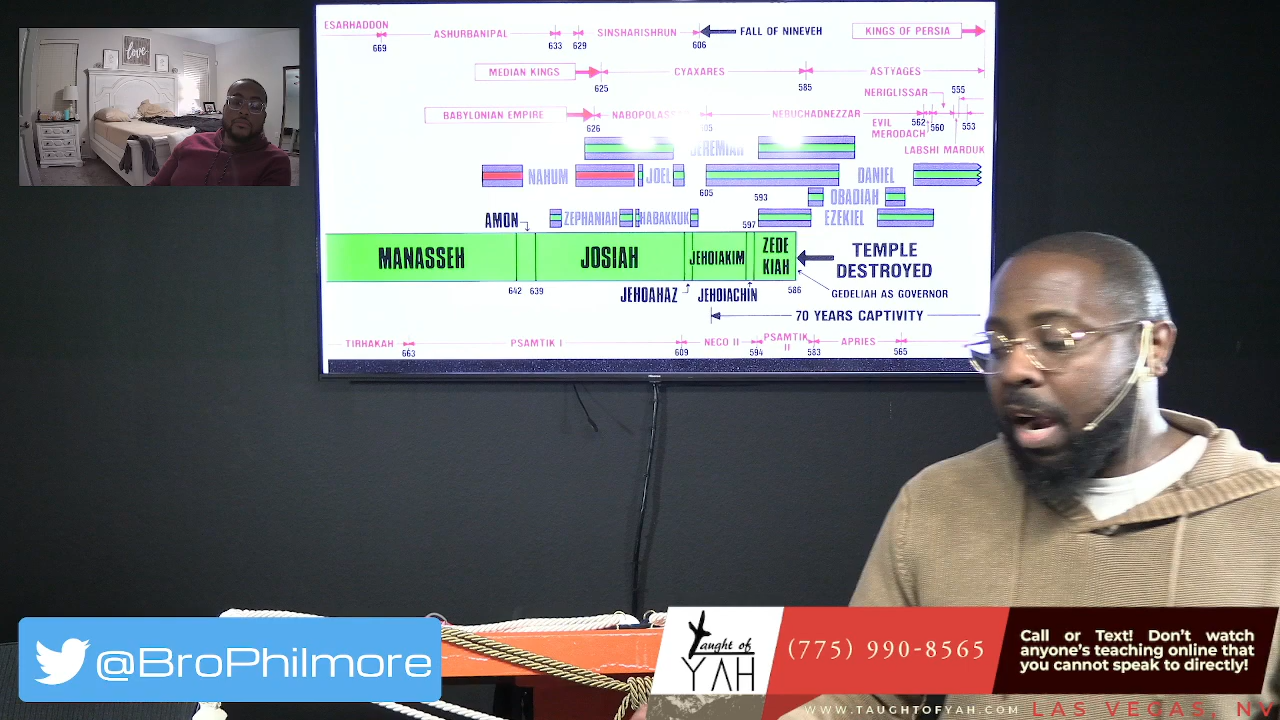 ESARHADDON
669
ASHURBANIPAL
633
629
SINSHARISHRUN
606
FALL OF NINEVEH
KINGS OF PERSIA
MEDIAN KINGS
625
CYAXARES
585
ASTYAGES
NERIGLISSAR
555
BABYLONIAN EMPIRE
626
NEBUCHADNEZZAR
EVIL
MERODACH
562
560
553
LABSHI MARDUK
JEREMIAH
NAHUM
JOEL
605
DANIEL
593
OBADIAH
AMON
ZEPHANIAH
HABAKKUK
597
EZEKIEL
MANASSEH
JOSIAH
JEHOIAKIM
ZEDE
KIAH
TEMPLE
DESTROYED
642
639
JEHOAHAZ
JEHOIACHIN
586
GEDELIAH AS GOVERNOR
70 YEARS CAPTIVITY
TIRHAKAH
663
PSAMTIK I
609
NECO II
594
PSAMTIK
II
583
APRIES
565
love
@BroPhilmore
Taught of
YAH
(775) 990-8565
Call or Text! Don't watch
anyone's teaching online that
you cannot speak to directly!
WWW.TAUGHTOFYAH.COM
LAS VEGAS, NV